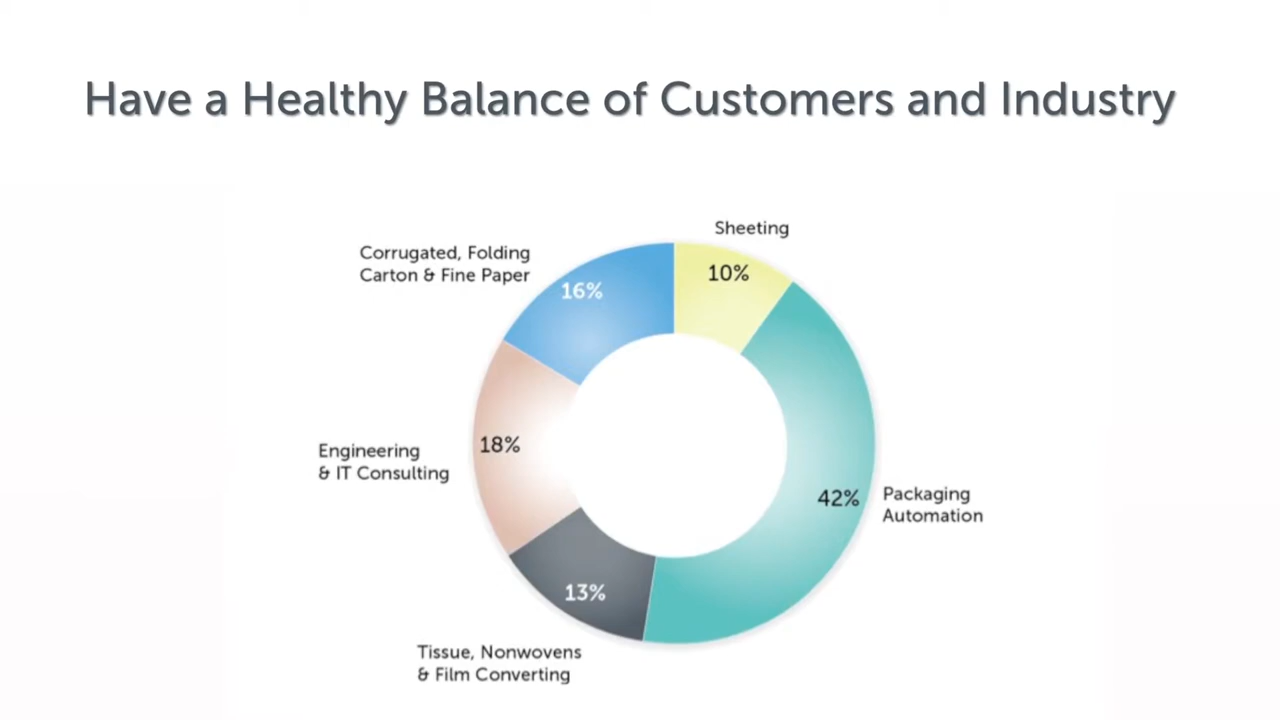 Have a Healthy Balance of Customers and Industry
Sheeting
10%
Corrugated, Folding
Carton & Fine Paper
16%
Engineering
& IT Consulting
18%
42%
Packaging
Automation
13%
Tissue, Nonwovens
& Film Converting